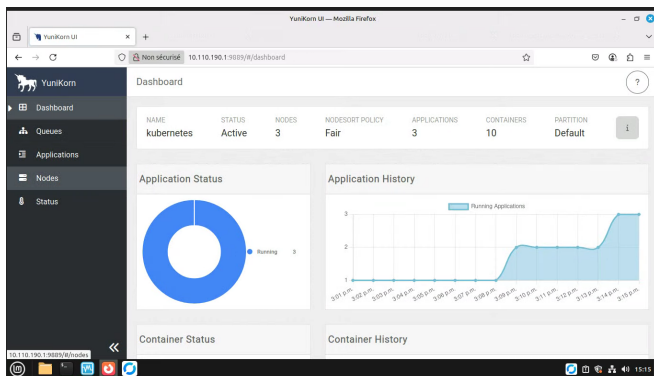 YuniKorn UI — Mozilla Firefox
YuniKorn UI
Non sécurisé 10.110.190.1:9889/#/dashboard
YuniKorn
Dashboard
?
Dashboard
Queues
Applications
Nodes
Status
NAME STATUS NODES NODESORT POLICY APPLICATIONS CONTAINERS PARTITION
kubernetes Active 3 Fair 3 10 Default
i
Application Status
Running 3
Application History
Running Applications
3
2
1
3:01 p.m. 3:02 p.m. 3:03 p.m. 3:04 p.m. 3:05 p.m. 3:06 p.m. 3:07 p.m. 3:08 p.m. 3:09 p.m. 3:10 p.m. 3:11 p.m. 3:12 p.m. 3:13 p.m. 3:14 p.m. 3:15 p.m.
Container Status
Container History
10.110.190.1:9889/#/nodes
15:15